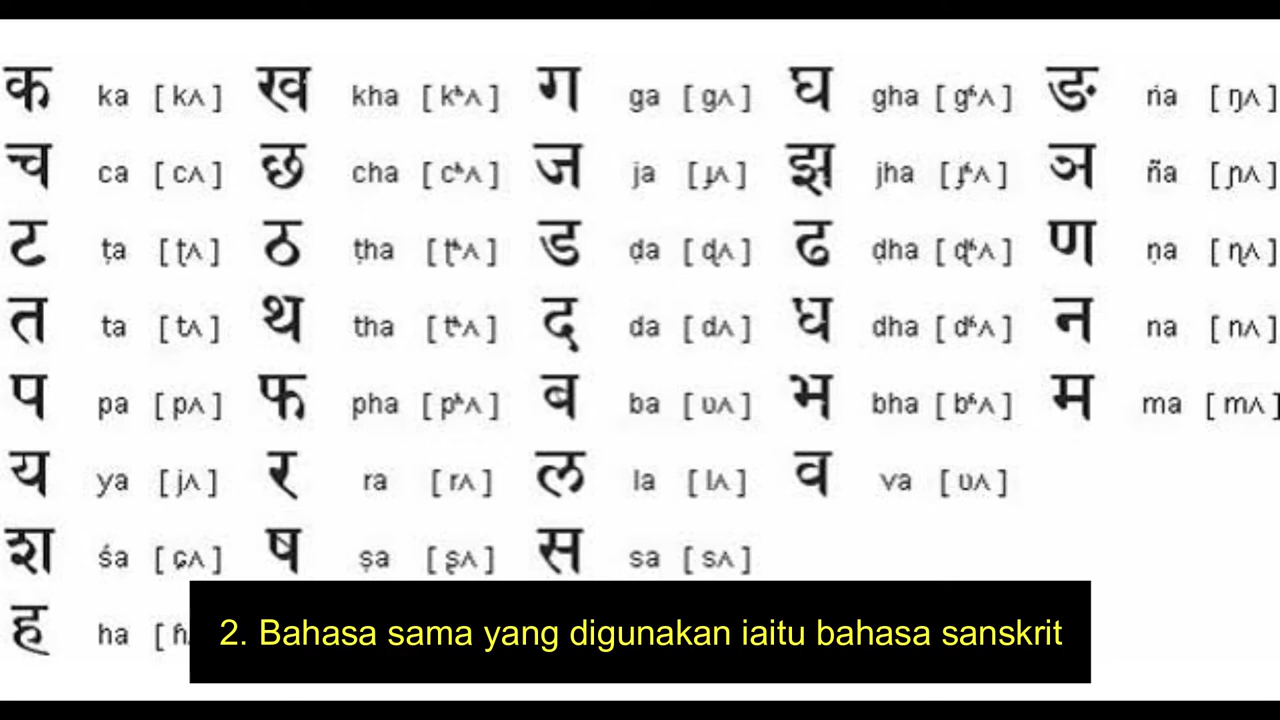 क ka [ kʌ ] ख kha [ kʰʌ ] ग ga [ gʌ ] घ gha [ gʱʌ ] ङ ṅa [ ŋʌ ]
च ca [ cʌ ] छ cha [ cʰʌ ] ज ja [ ɟʌ ] झ jha [ ɟʱʌ ] ञ ña [ ɲʌ ]
ट ṭa [ ʈʌ ] ठ ṭha [ ʈʰʌ ] ड ḍa [ ɖʌ ] ढ ḍha [ ɖʱʌ ] ण ṇa [ ɳʌ ]
त ta [ tʌ ] थ tha [ tʰʌ ] द da [ dʌ ] ध dha [ dʱʌ ] न na [ nʌ ]
प pa [ pʌ ] फ pha [ pʰʌ ] ब ba [ ʋʌ ] भ bha [ bʱʌ ] म ma [ mʌ ]
य ya [ jʌ ] र ra [ rʌ ] ल la [ lʌ ] व va [ ʋʌ ]
श śa [ ɕʌ ] ष ṣa [ ʂʌ ] स sa [ sʌ ]
ह ha [ ɦ
2. Bahasa sama yang digunakan iaitu bahasa sanskrit